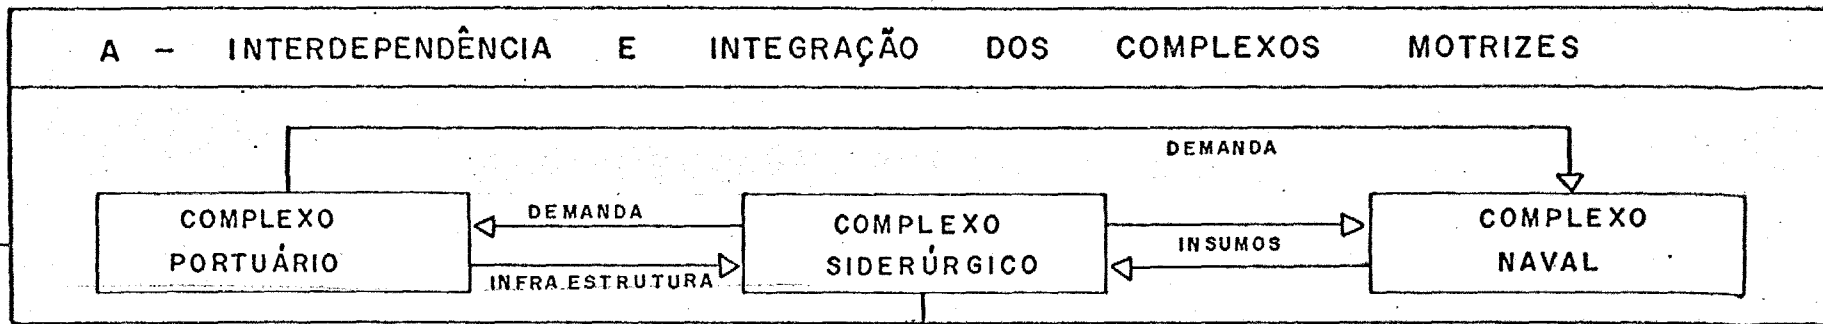 A - INTERDEPENDÊNCIA E INTEGRAÇÃO DOS COMPLEXOS MOTRIZES
DEMANDA
COMPLEXO
PORTUÁRIO
DEMANDA
INFRA ESTRUTURA
COMPLEXO
SIDERÚRGICO
INSUMOS
COMPLEXO
NAVAL